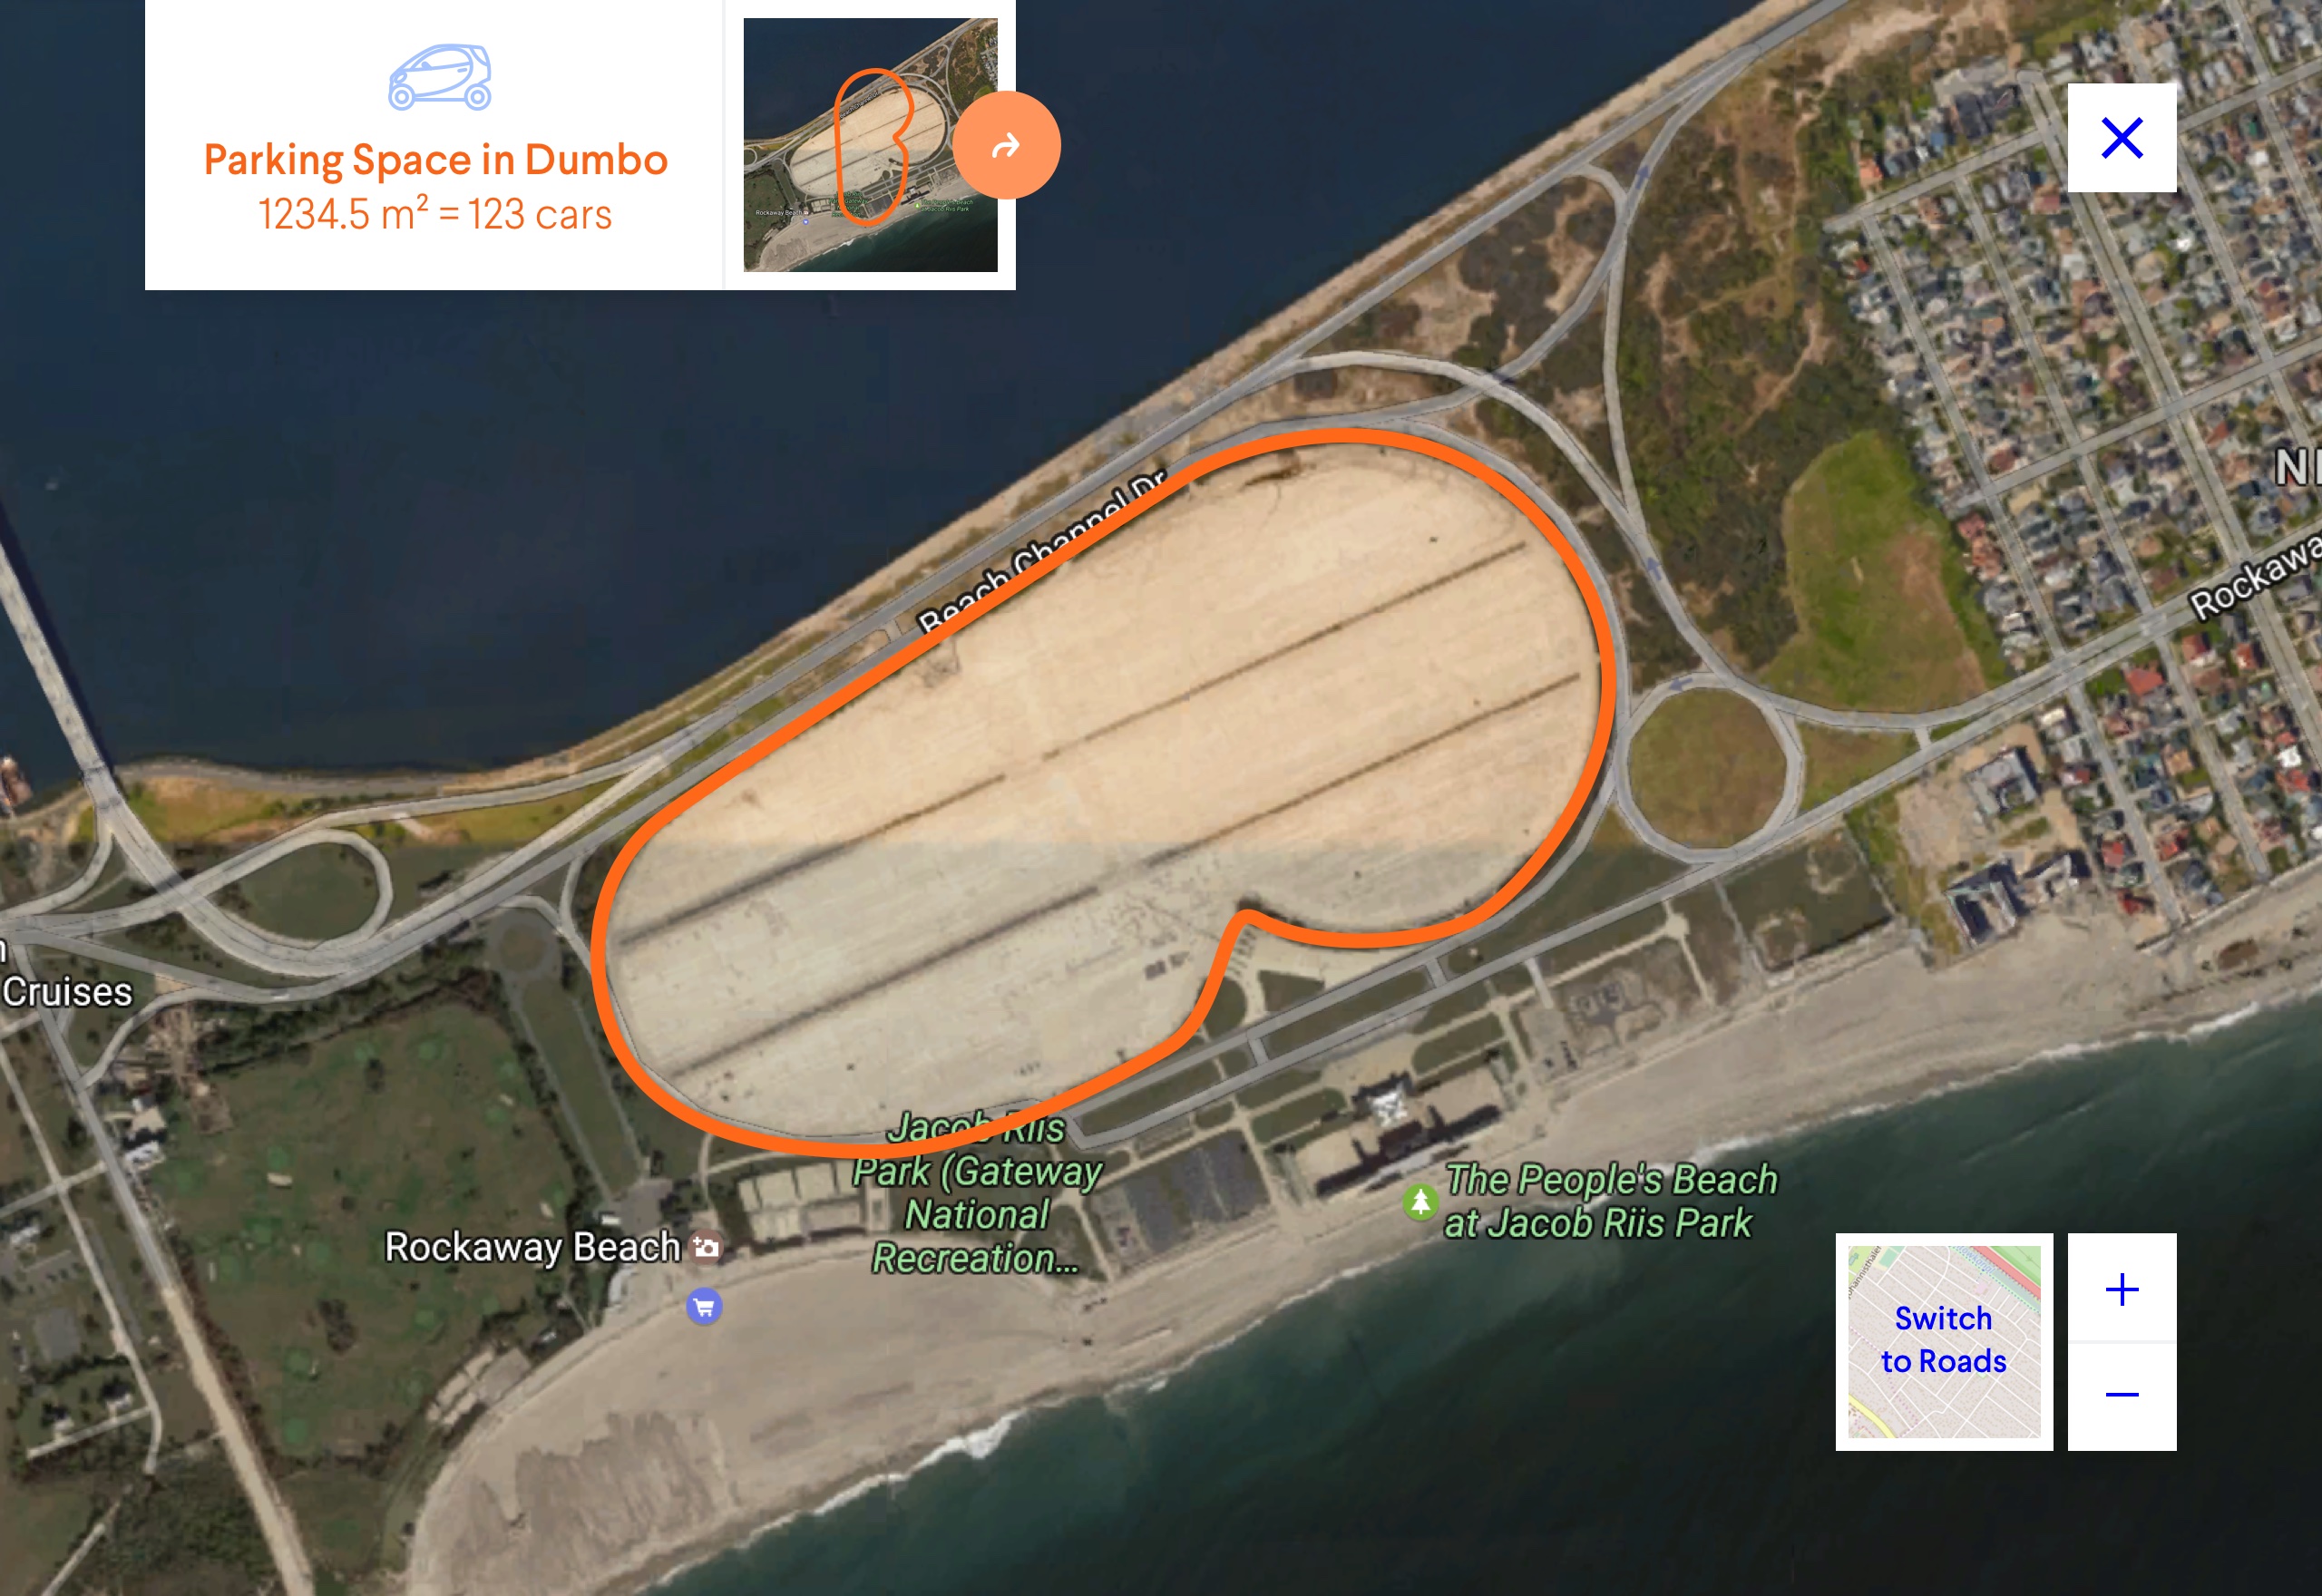 Parking Space in Dumbo
1234.5 m² = 123 cars
Beach Channel Dr
Rockawa
Cruises
Jacob Riis
Park (Gateway
National
Recreation...
The People's Beach
at Jacob Riis Park
Rockaway Beach
Switch
to Roads